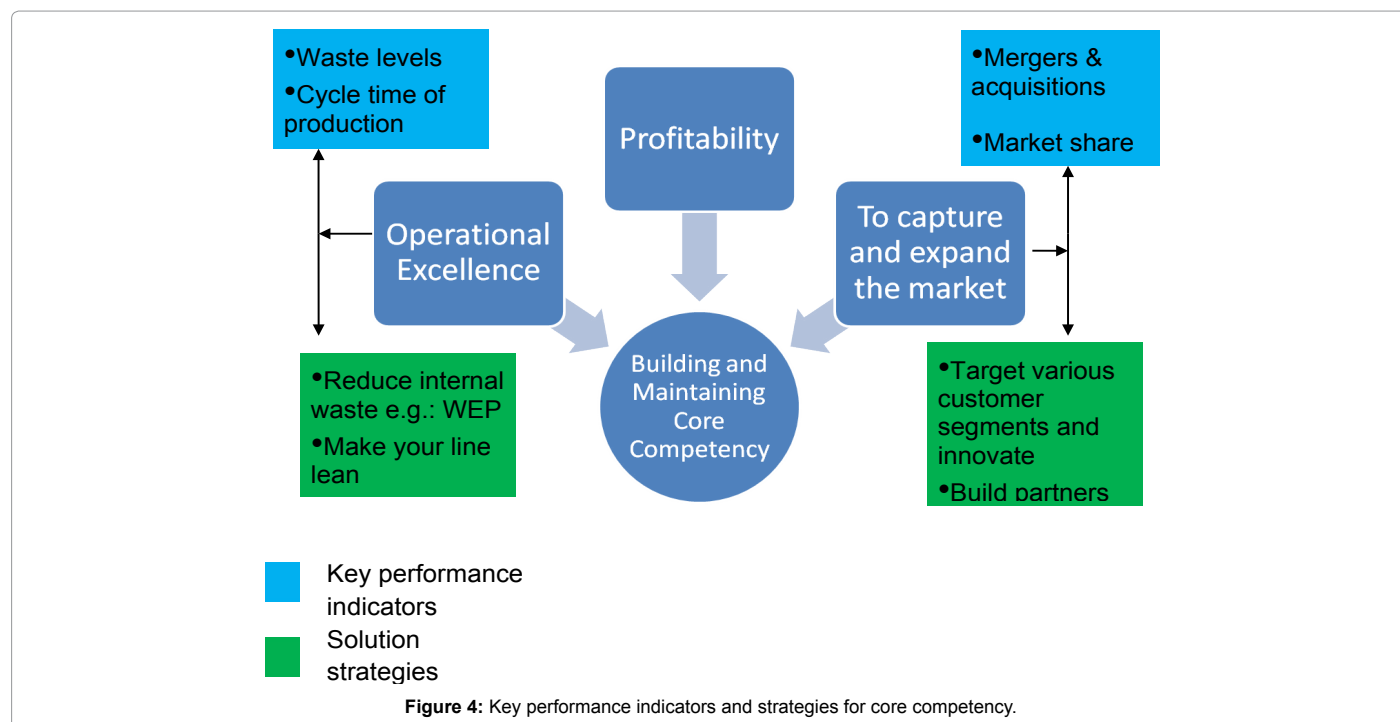 •Waste levels
•Cycle time of
production
Profitability
•Mergers &
acquisitions
•Market share
Operational
Excellence
To capture
and expand
the market
•Reduce internal
waste e.g.: WEP
•Make your line
lean
Building and
Maintaining
Core
Competency
•Target various
customer
segments and
innovate
•Build partners
Key performance
indicators
Solution
strategies
Figure 4: Key performance indicators and strategies for core competency.